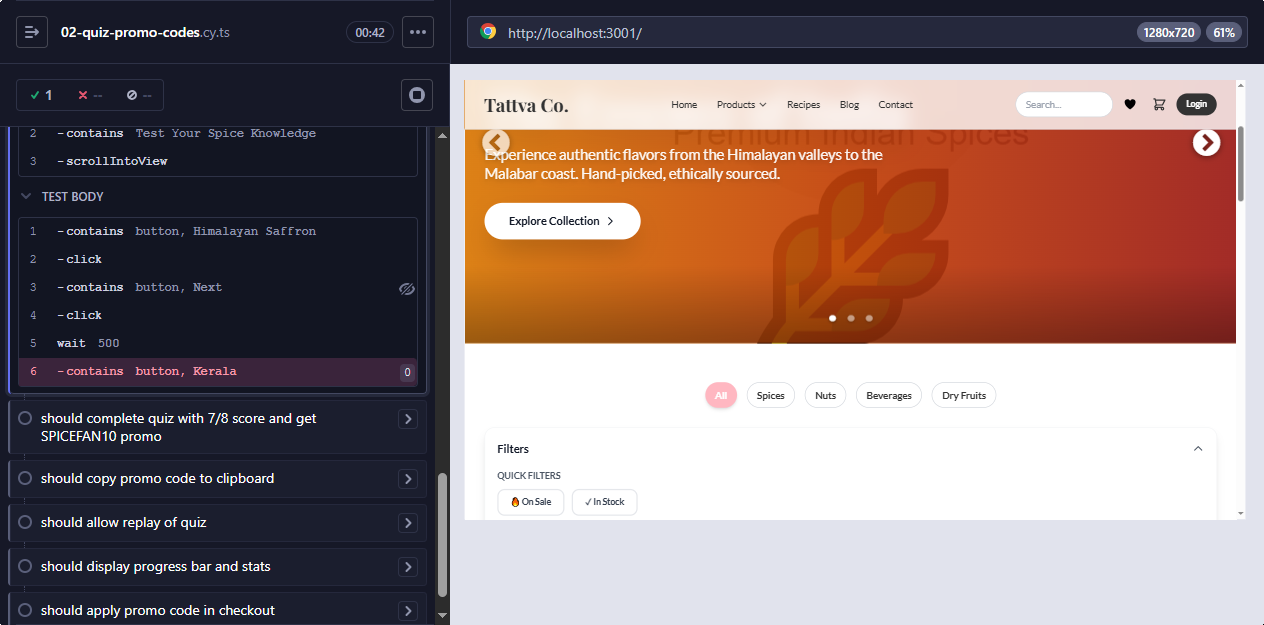 02-quiz-promo-codes.cy.ts
00:42
1
--
--
2 -contains Test Your Spice Knowledge
3 -scrollIntoView
TEST BODY
1 -contains button, Himalayan Saffron
2 -click
3 -contains button, Next
4 -click
5 wait 500
6 -contains button, Kerala 0
should complete quiz with 7/8 score and get
SPICEFAN10 promo
should copy promo code to clipboard
should allow replay of quiz
should display progress bar and stats
should apply promo code in checkout
http://localhost:3001/
1280x720
61%
Tattva Co.
Home Products Recipes Blog Contact
Search...
Login
Premium Indian Spices
Experience authentic flavors from the Himalayan valleys to the
Malabar coast. Hand-picked, ethically sourced.
Explore Collection
All Spices Nuts Beverages Dry Fruits
Filters
QUICK FILTERS
🔥 On Sale ✓ In Stock